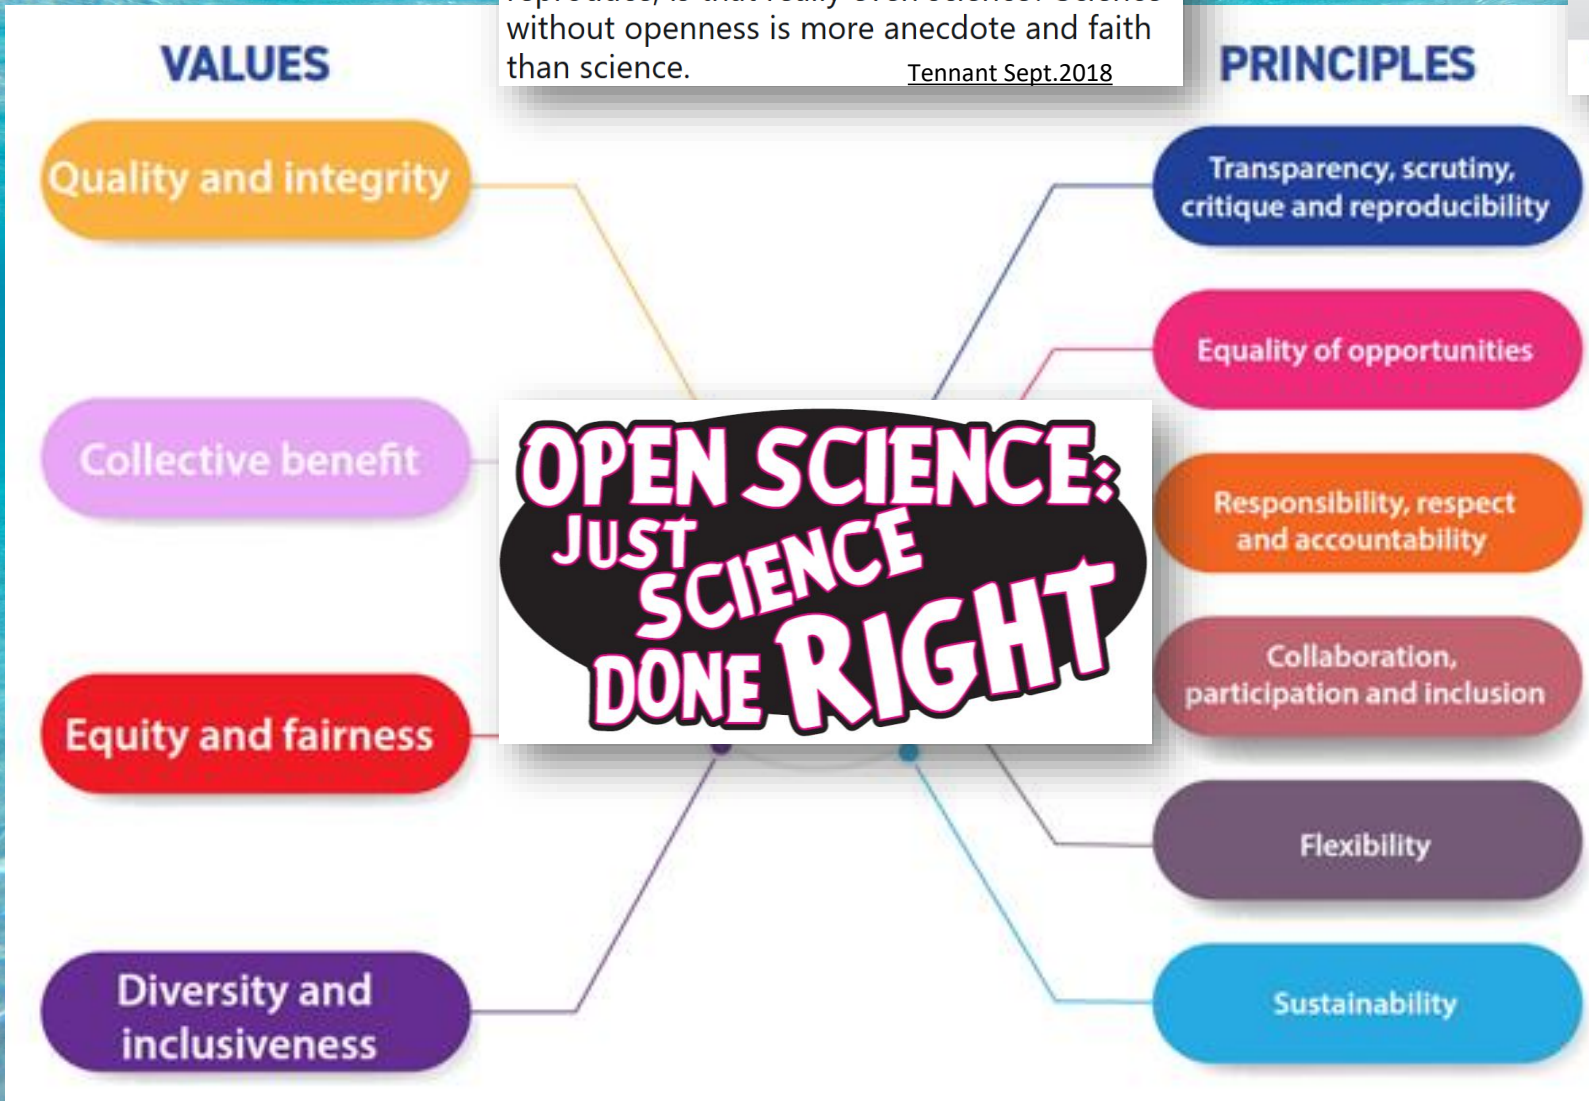 without openness is more anecdote and faith
than science.
Tennant Sept.2018
VALUES
Quality and integrity
Collective benefit
Equity and fairness
Diversity and
inclusiveness
OPEN SCIENCE:
JUST
SCIENCE
DONE RIGHT
PRINCIPLES
Transparency, scrutiny,
critique and reproducibility
Equality of opportunities
Responsibility, respect
and accountability
Collaboration,
participation and inclusion
Flexibility
Sustainability